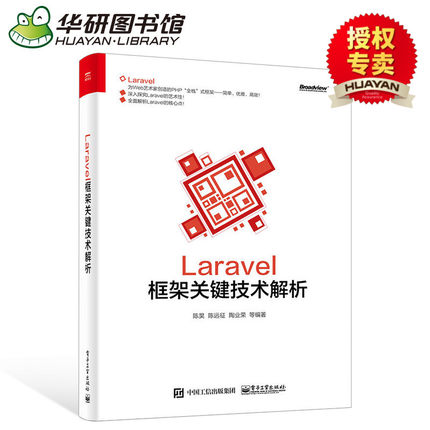 华研图书馆
HUAYAN·LIBRARY
授权
专卖
HUAYAN
Broadview
Laravel
为Web艺术家创造的PHP“全栈”式框架——简单、优雅、高效!
深入探究Laravel的艺术性!
全面解析Laravel的核心点!
Laravel框架关键技术解析
Laravel
框架关键技术解析
陈昊 陈远征 陶业荣 等编著
中国工信出版集团
电子工业出版社